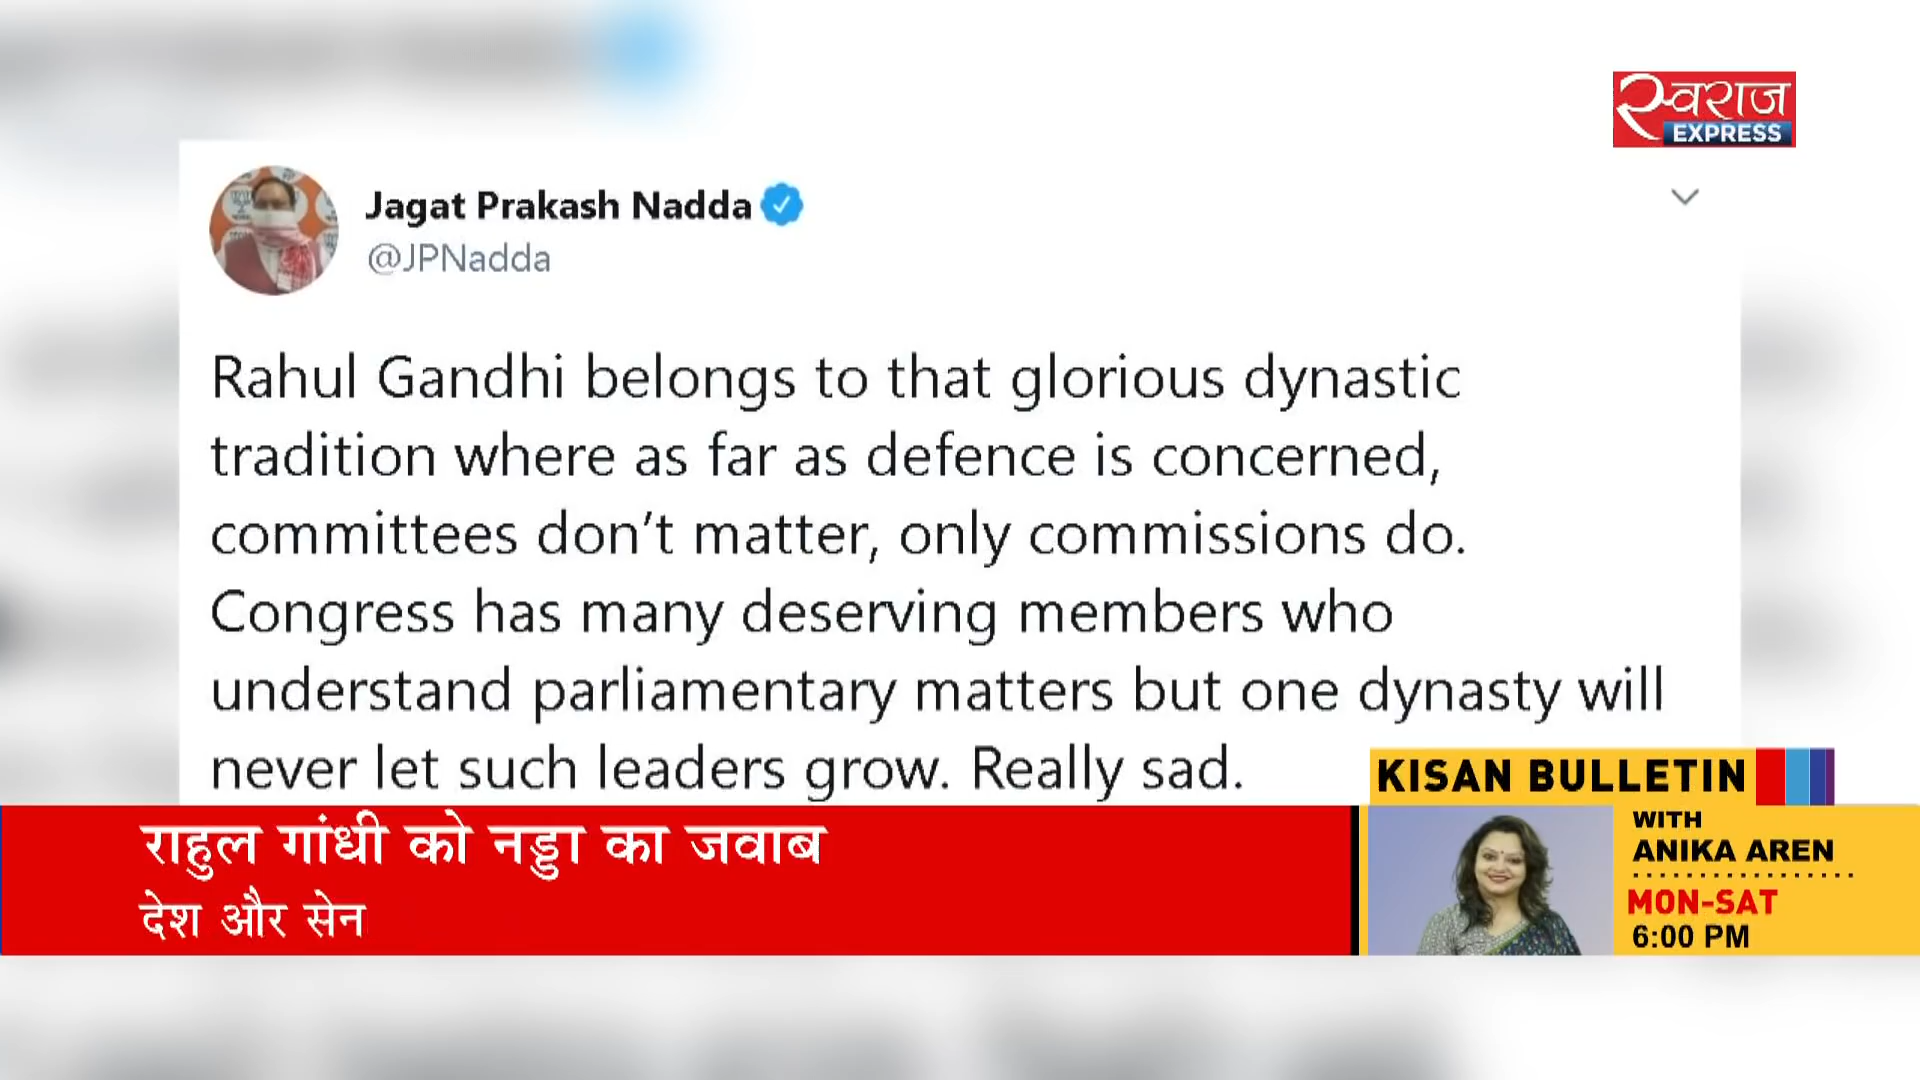 स्वराज
EXPRESS
Jagat Prakash Nadda
@JPNadda
Rahul Gandhi belongs to that glorious dynastic
tradition where as far as defence is concerned,
committees don’t matter, only commissions do.
Congress has many deserving members who
understand parliamentary matters but one dynasty will
never let such leaders grow. Really sad.
राहुल गांधी को नड्डा का जवाब
देश और सेन
KISAN BULLETIN
WITH
ANIKA AREN
MON-SAT
6:00 PM